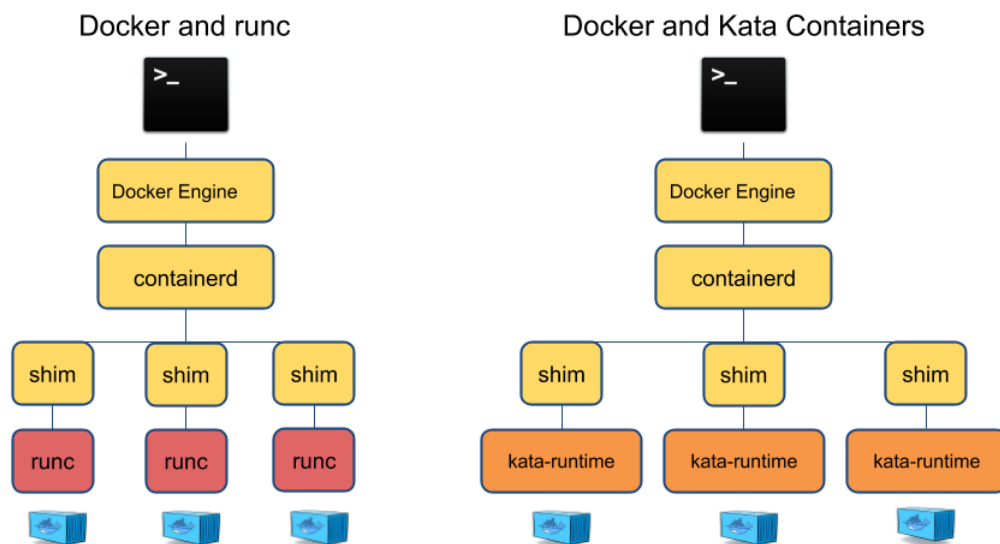 Docker and runc
Docker and Kata Containers
>_
>_
Docker Engine
Docker Engine
containerd
containerd
shim
shim
shim
shim
shim
shim
runc
runc
runc
kata-runtime
kata-runtime
kata-runtime